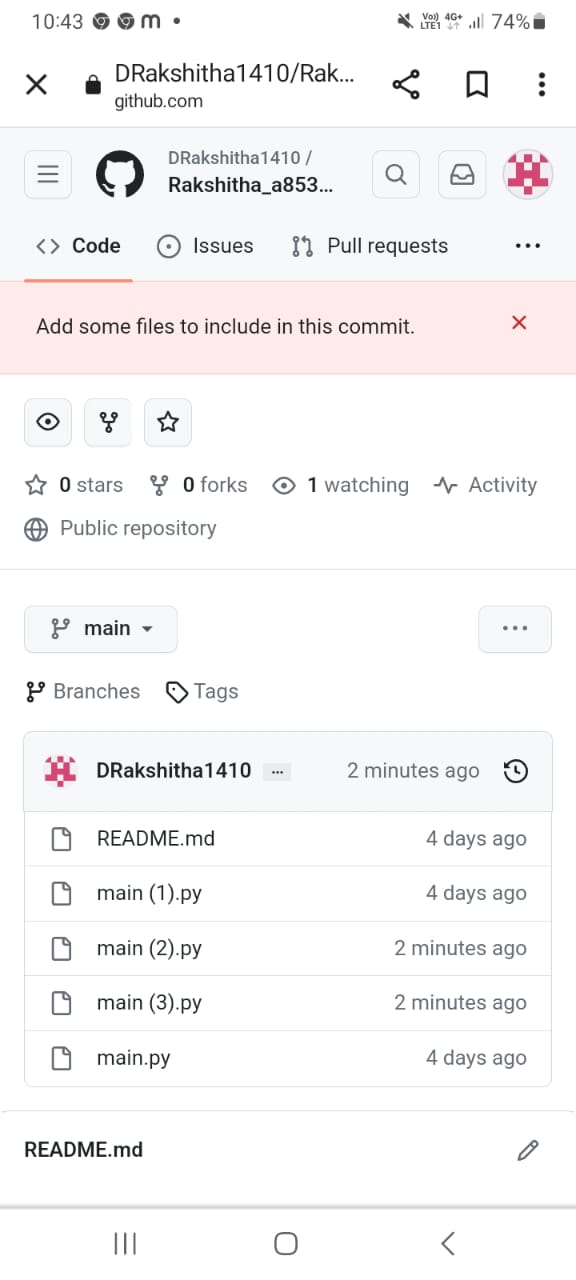 10:43 m • Vo)) LTE1 4G+ 74%
DRakshitha1410/Rak...
github.com
DRakshitha1410 /
Rakshitha_a853...
Code Issues Pull requests ...
Add some files to include in this commit.
0 stars 0 forks 1 watching Activity
Public repository
main ...
Branches Tags
DRakshitha1410 ... 2 minutes ago
README.md 4 days ago
main (1).py 4 days ago
main (2).py 2 minutes ago
main (3).py 2 minutes ago
main.py 4 days ago
README.md